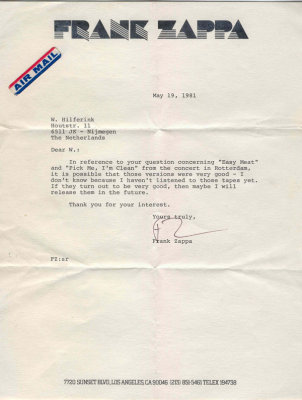 FRANK ZAPPA
AIR MAIL
May 19, 1981
W. Hilferink
Houtstr. 11
6511 JK - Nijmegen
The Netherlands
Dear W.:
In reference to your question concerning "Easy Meat"
and "Pick Me, I'm Clean" from the concert in Rotterdam,
it is possible that those versions were very good - I
don't know because I haven't listened to those tapes yet.
If they turn out to be very good, then maybe I will
release them in the future.
Thank you for your interest.
Yours truly,
FZ
Frank Zappa
FZ:sr
7720 SUNSET BLVD, LOS ANGELES, CA 90046 (213) 851-5461 TELEX 194738